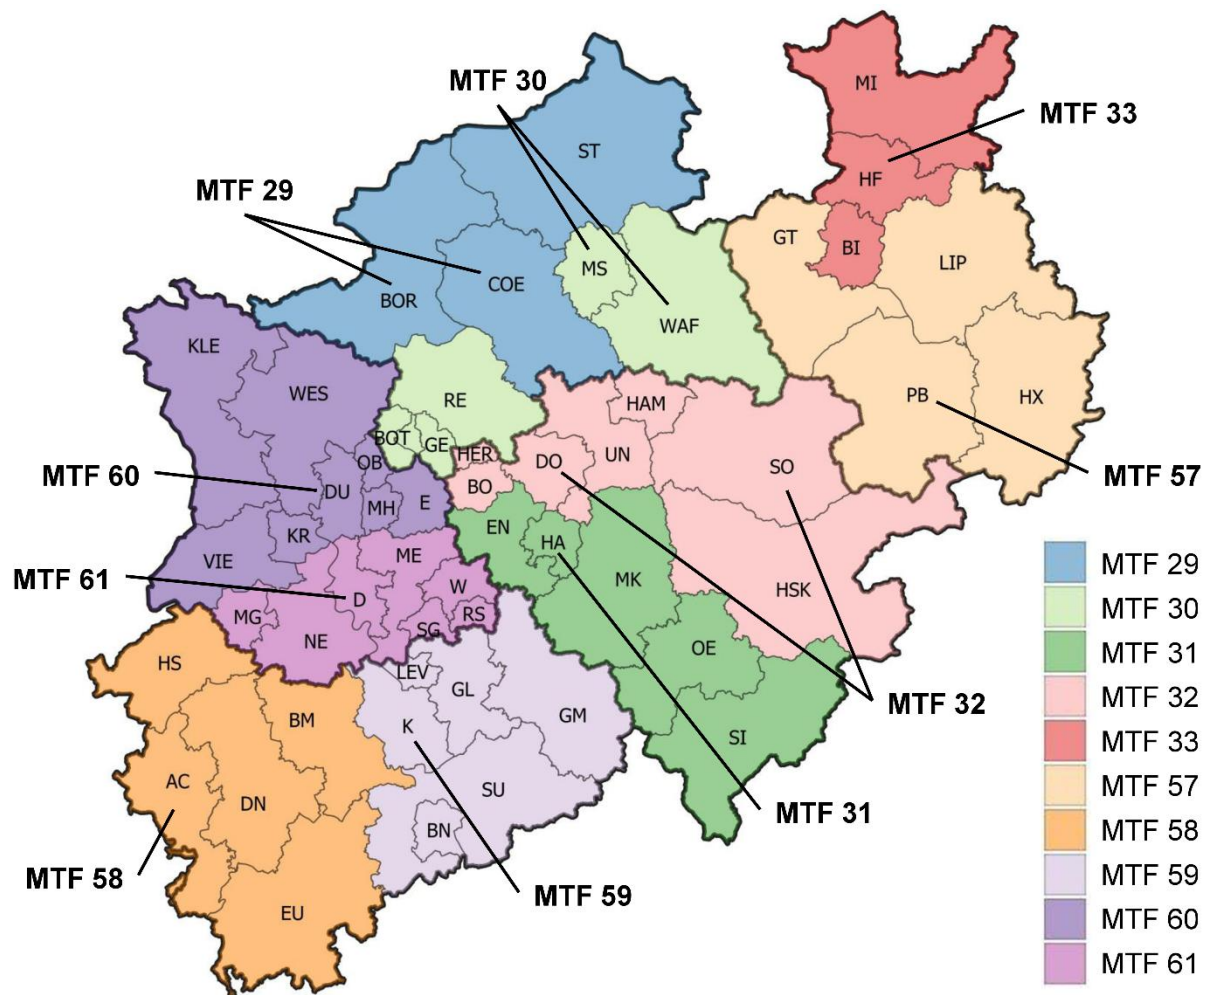 MI
MTF 30
MTF 33
ST
HF
MTF 29
GT
BI
LIP
MS
COE
BOR
WAF
KLE
WES
RE
HAM
PB
HX
BOT
GE
HER
UN
DO
OB
SO
MTF 60
MTF 57
DU
BO
MH
E
EN
KR
HA
ME
VIE
MTF 29
MTF 61
MK
W
HSK
D
MTF 30
MG
RS
SG
NE
OE
MTF 31
HS
LEV
GL
MTF 32
MTF 32
BM
GM
K
SI
MTF 33
AC
SU
MTF 57
DN
MTF 31
BN
MTF 58
MTF 58
MTF 59
MTF 59
EU
MTF 60
MTF 61